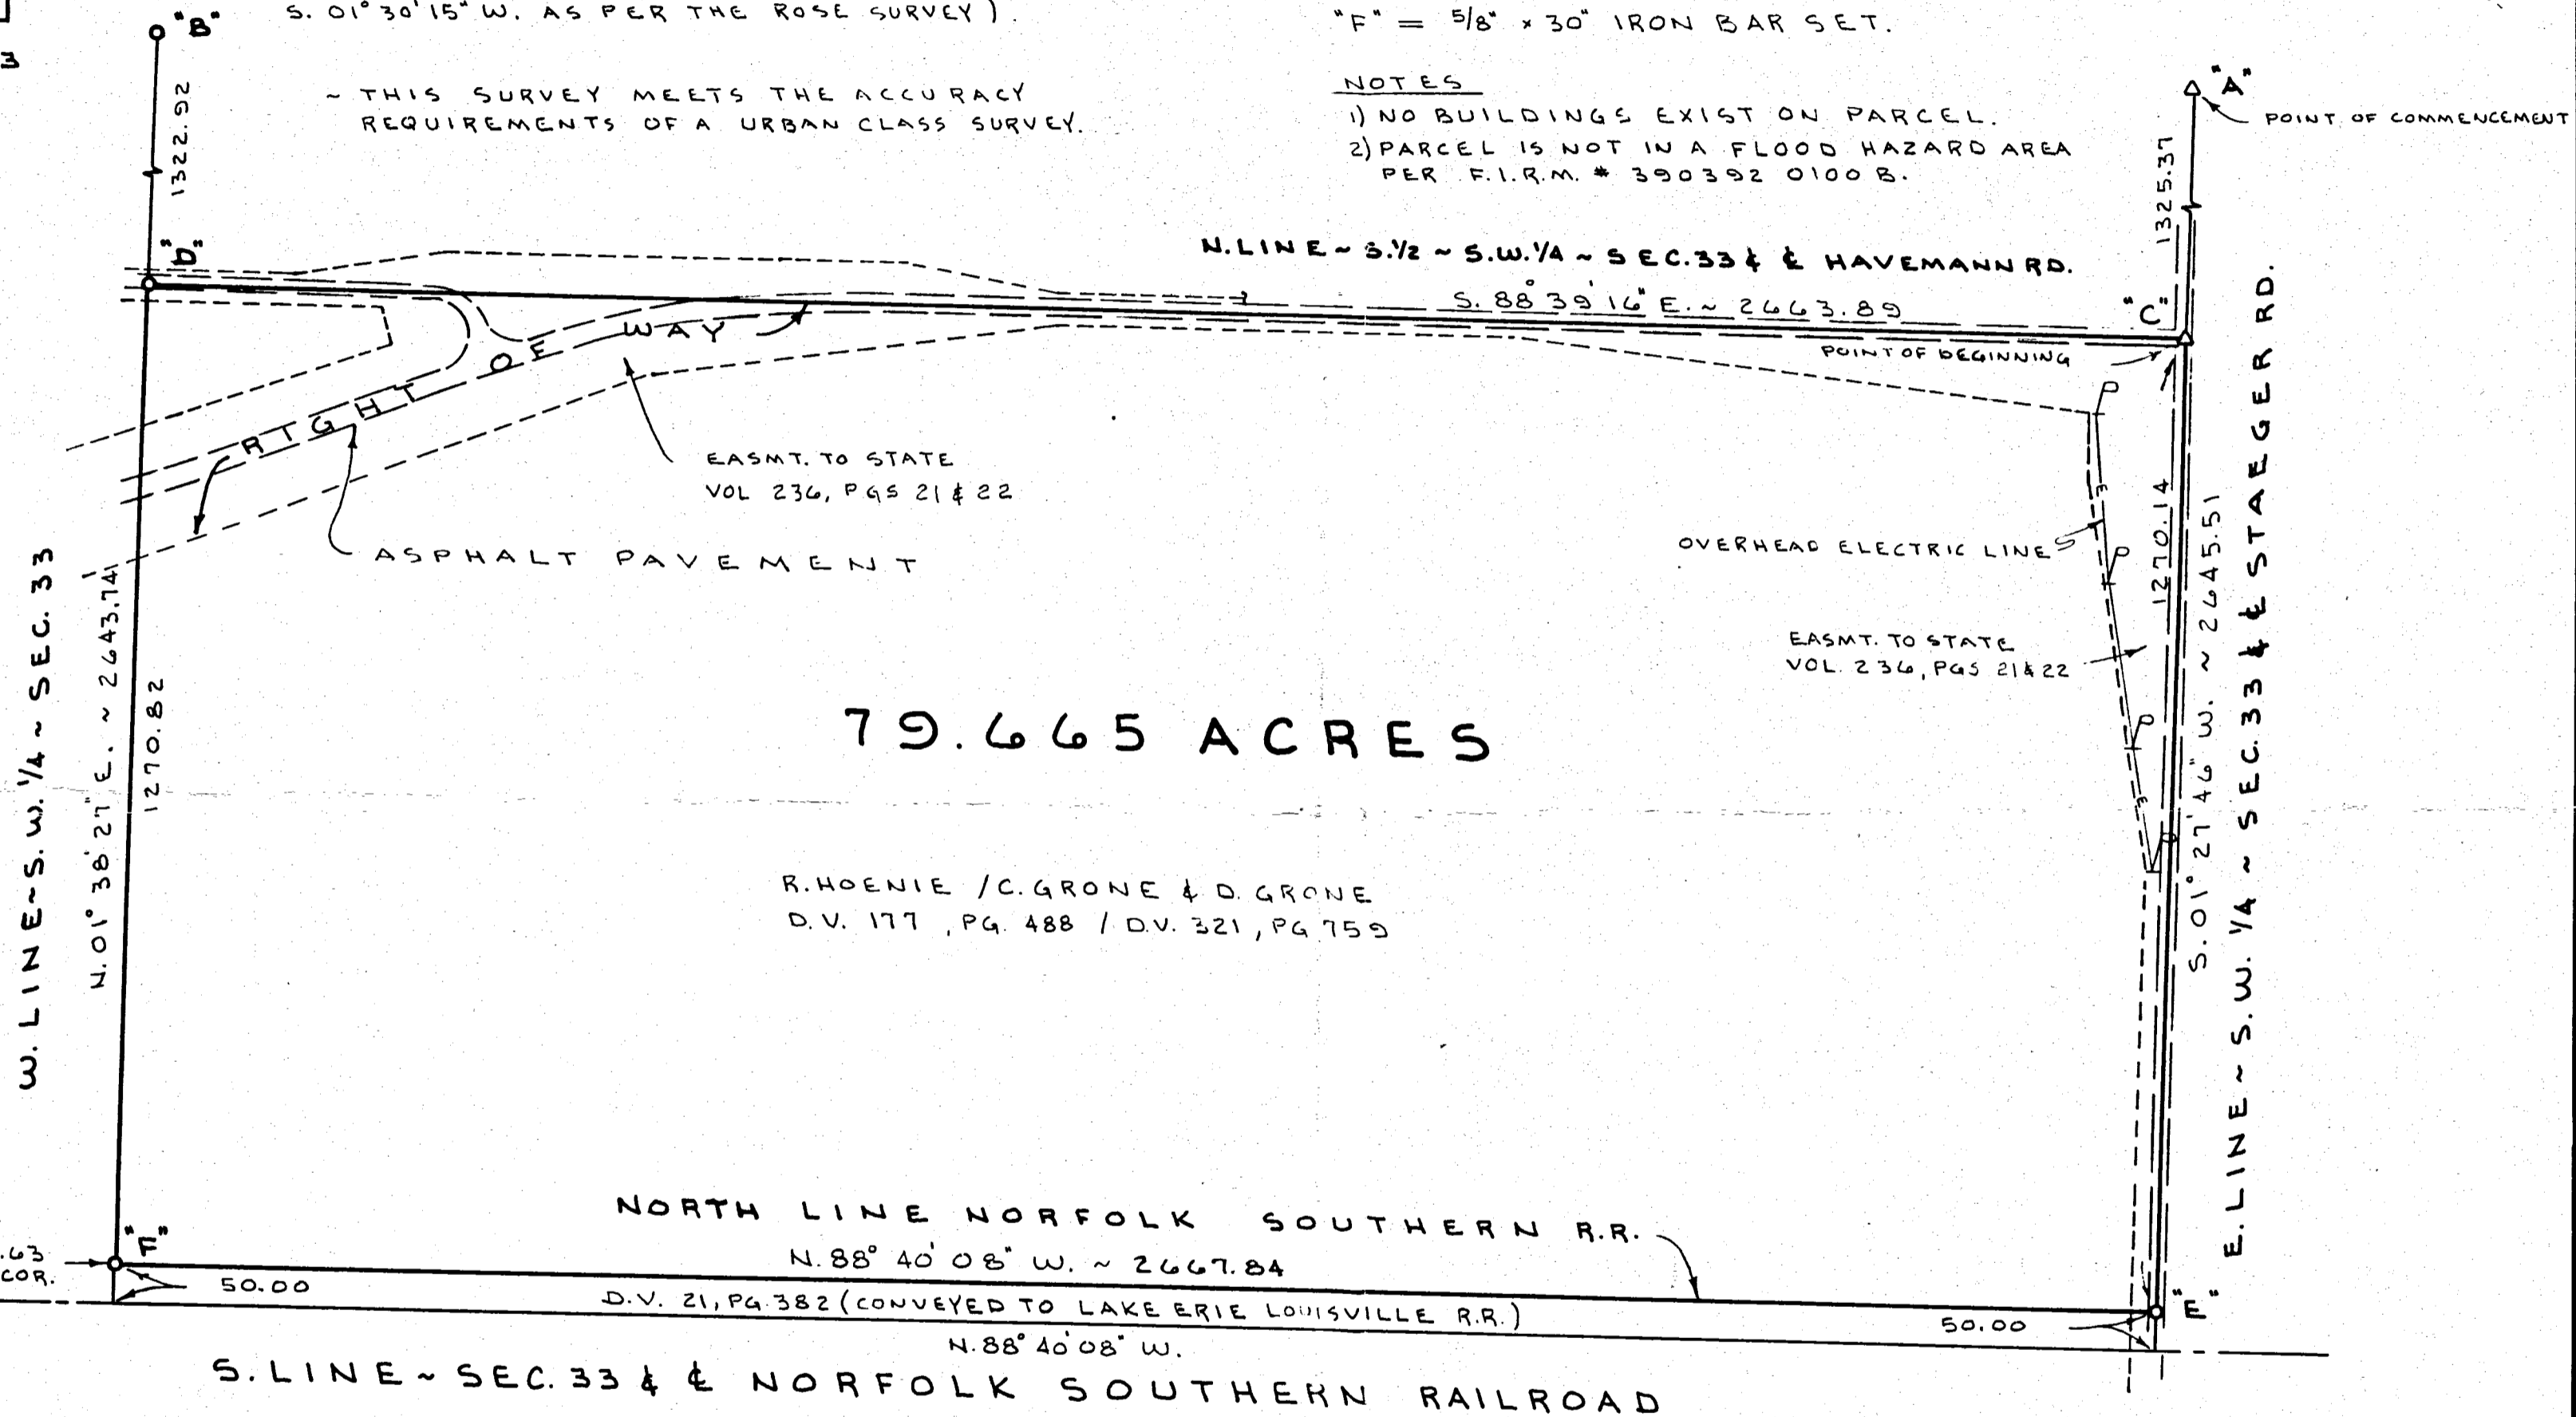 S. 01° 30' 15" W. AS PER THE ROSE SURVEY).
"F" = 5/8" x 30" IRON BAR SET.
"B"
3
1322.92
~ THIS SURVEY MEETS THE ACCURACY
REQUIREMENTS OF A URBAN CLASS SURVEY.
NOTES
1) NO BUILDINGS EXIST ON PARCEL.
2) PARCEL IS NOT IN A FLOOD HAZARD AREA
PER F.I.R.M. # 390392 0100 B.
"A"
POINT OF COMMENCEMENT
1325.37
"D"
N. LINE ~ S. 1/2 ~ S.W. 1/4 ~ SEC. 33 & ℄ HAVEMANN RD.
S. 88° 39' 16" E. ~ 2663.89
"C"
POINT OF BEGINNING
RIGHT OF WAY
EASMT. TO STATE
VOL 236, PGS 21 & 22
ASPHALT PAVEMENT
OVERHEAD ELECTRIC LINES
EASMT. TO STATE
VOL. 236, PGS 21 & 22
1270.14
S. 01° 27' 46" W. ~ 2645.51
E. LINE ~ S.W. 1/4 ~ SEC. 33 & ℄ STAEGER RD.
W. LINE ~ S.W. 1/4 ~ SEC. 33
N. 01° 38' 27" E. ~ 2643.74
1270.82
79.665 ACRES
R. HOENIE / C. GRONE & D. GRONE
D.V. 177, PG. 488 / D.V. 321, PG 759
NORTH LINE NORFOLK SOUTHERN R.R.
N. 88° 40' 08" W. ~ 2667.84
"F"
.63
COR.
50.00
D.V. 21, PG. 382 (CONVEYED TO LAKE ERIE LOUISVILLE R.R.)
50.00
"E"
N. 88° 40' 08" W.
S. LINE ~ SEC. 33 & ℄ NORFOLK SOUTHERN RAILROAD